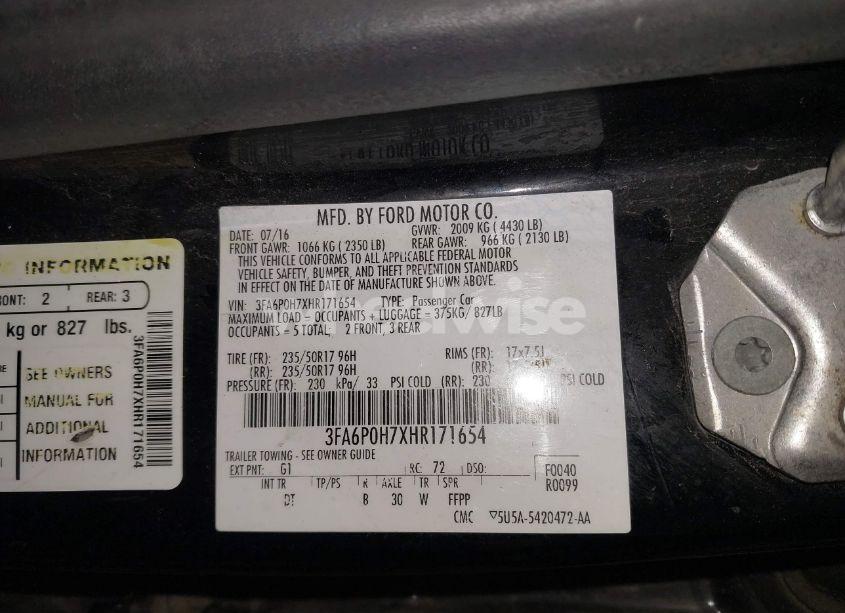 MFD. BY FORD MOTOR CO.
DATE: 07/16 GVWR: 2009 KG ( 4430 LB)
FRONT GAWR: 1066 KG ( 2350 LB) REAR GAWR: 966 KG ( 2130 LB)
THIS VEHICLE CONFORMS TO ALL APPLICABLE FEDERAL MOTOR
VEHICLE SAFETY, BUMPER, AND THEFT PREVENTION STANDARDS
IN EFFECT ON THE DATE OF MANUFACTURE SHOWN ABOVE.
VIN: 3FA6P0H7XHR171654 TYPE: Passenger Car
MAXIMUM LOAD – OCCUPANTS + LUGGAGE = 375KG/ 827LB
OCCUPANTS = 5 TOTAL, 2 FRONT, 3 REAR
TIRE (FR): 235/50R17 96H RIMS (FR): 17x7.5J
(RR): 235/50R17 96H (RR):
PRESSURE (FR): 230 kPa/ 33 PSI COLD (RR): 230 PSI COLD
3FA6P0H7XHR171654
TRAILER TOWING - SEE OWNER GUIDE
EXT PNT: G1 RC: 72 DSO: F0040
R0099
INT TR TP/PS R AXLE TR SPR
DT B 30 W FFPP
CMC ▽5U5A-5420472-AA
INFORMATION
FRONT: 2 REAR: 3
kg or 827 lbs.
SEE OWNERS
MANUAL FOR
ADDITIONAL
INFORMATION
3FA6P0H7XHR171654